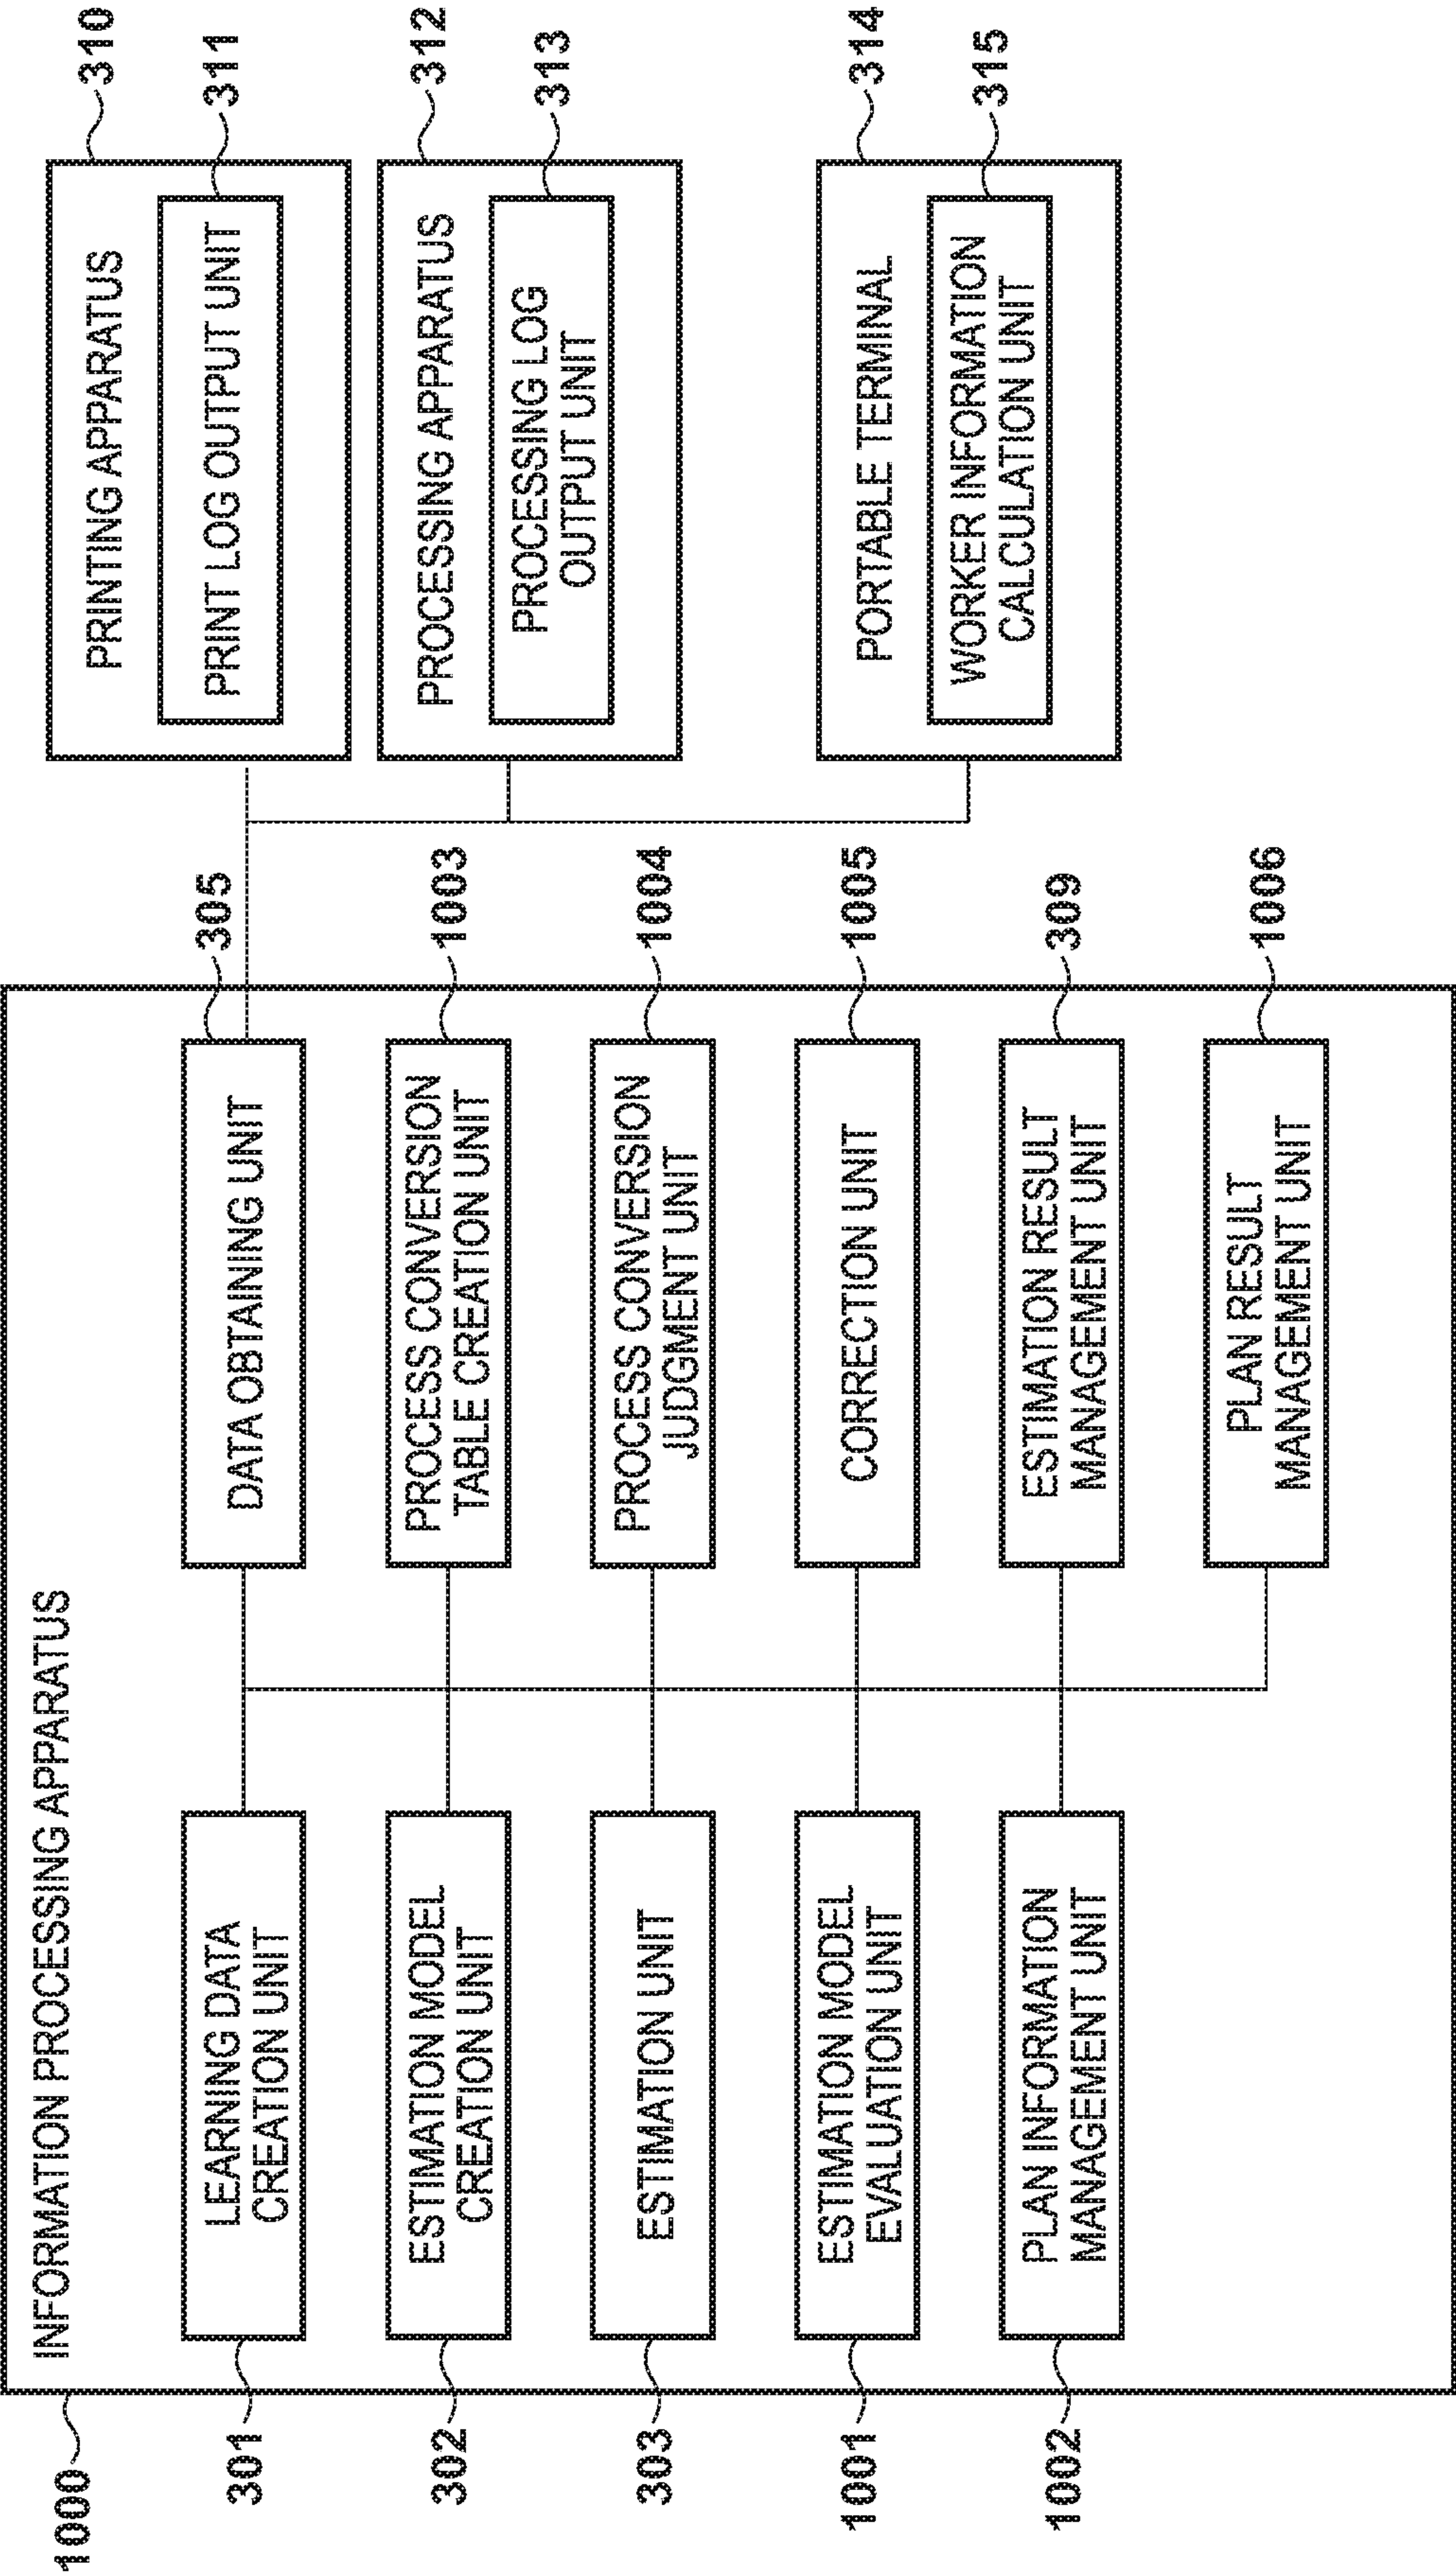 1000
INFORMATION PROCESSING APPARATUS
301
LEARNING DATA
CREATION UNIT
302
ESTIMATION MODEL
CREATION UNIT
303
ESTIMATION UNIT
1001
ESTIMATION MODEL
EVALUATION UNIT
1002
PLAN INFORMATION
MANAGEMENT UNIT
305
DATA OBTAINING UNIT
1003
PROCESS CONVERSION
TABLE CREATION UNIT
1004
PROCESS CONVERSION
JUDGMENT UNIT
1005
CORRECTION UNIT
309
ESTIMATION RESULT
MANAGEMENT UNIT
1006
PLAN RESULT
MANAGEMENT UNIT
310
PRINTING APPARATUS
311
PRINT LOG OUTPUT UNIT
312
PROCESSING APPARATUS
313
PROCESSING LOG
OUTPUT UNIT
314
PORTABLE TERMINAL
315
WORKER INFORMATION
CALCULATION UNIT